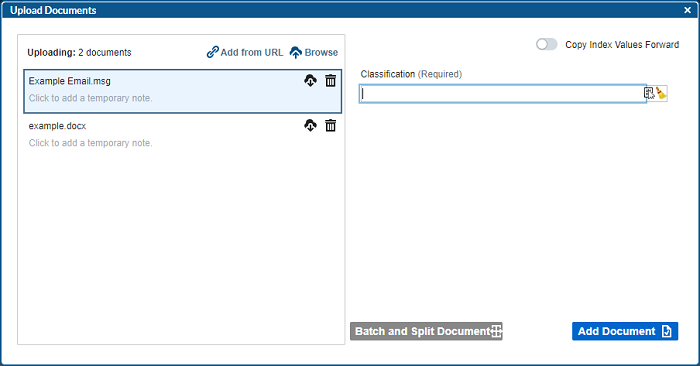 Upload Documents
Uploading: 2 documents
Add from URL
Browse
Copy Index Values Forward
Example Email.msg
Click to add a temporary note.
Classification (Required)
example.docx
Click to add a temporary note.
Batch and Split Document
Add Document